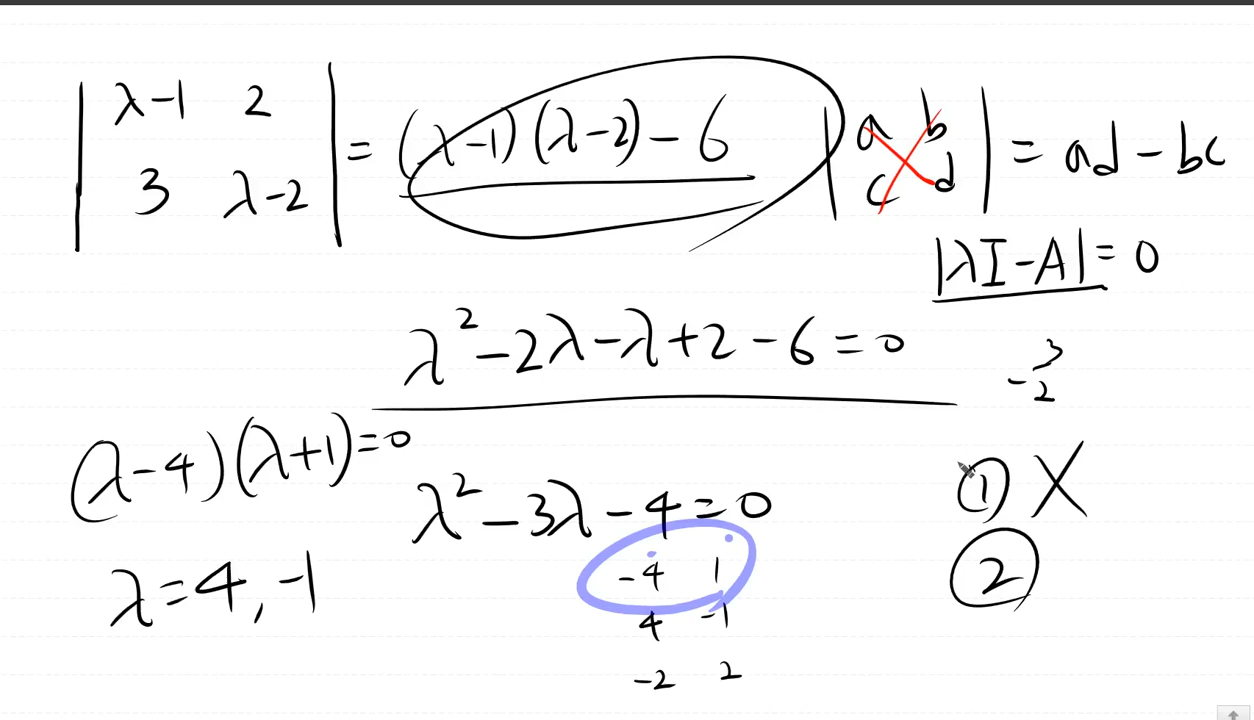 | λ-1 2 | = (λ-1)(λ-2) - 6
| 3 λ-2 |
| a b | = ad - bc
| c d |
|λI - A| = 0
λ² - 2λ - λ + 2 - 6 = 0
3
-2
(λ-4)(λ+1) = 0
λ² - 3λ - 4 = 0
① X
-4 1
λ = 4, -1
②
4 -1
-2 2